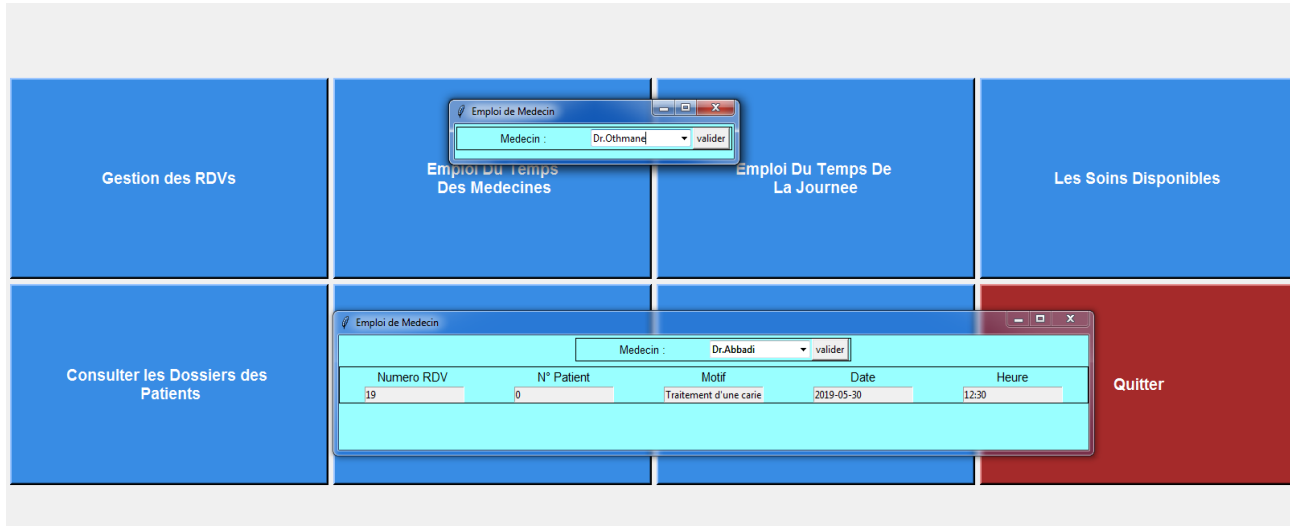 Emploi de Medecin
Medecin :
Dr.Othmane
valider
Gestion des RDVs
Emploi Du Temps
Des Medecines
Emploi Du Temps De
La Journee
Les Soins Disponibles
Emploi de Medecin
Medecin :
Dr.Abbadi
valider
Numero RDV
N° Patient
Motif
Date
Heure
19
0
Traitement d'une carie
2019-05-30
12:30
Consulter les Dossiers des
Patients
Quitter